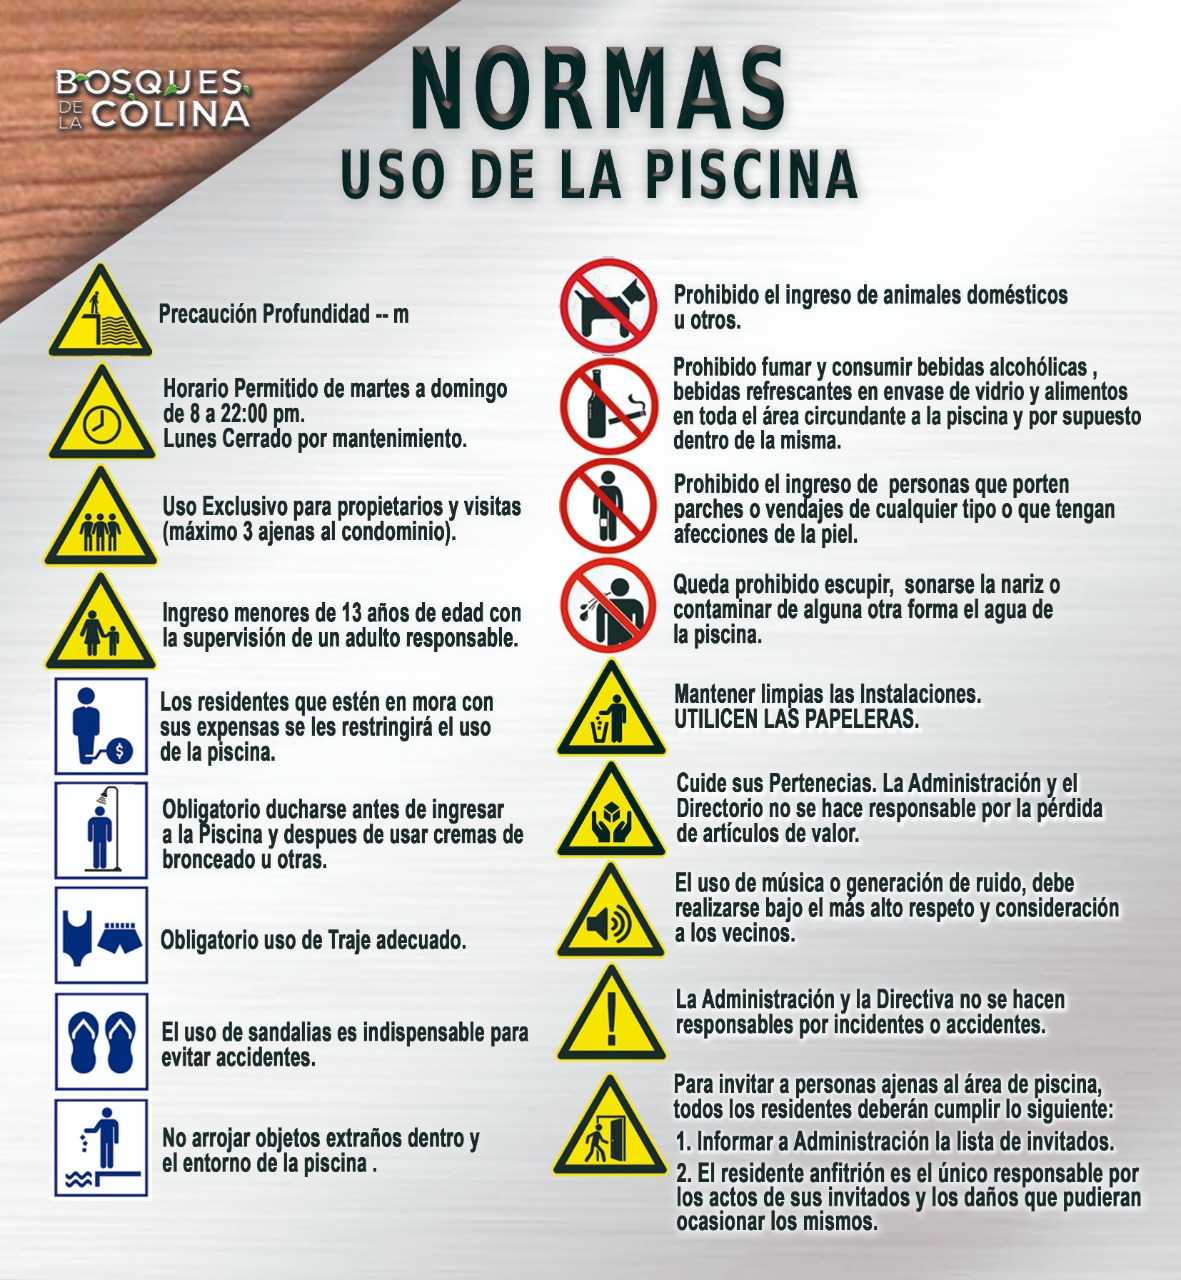 BOSQUES
DE LA COLINA
NORMAS
USO DE LA PISCINA
Precaución Profundidad -- m
Horario Permitido de martes a domingo
de 8 a 22:00 pm.
Lunes Cerrado por mantenimiento.
Uso Exclusivo para propietarios y visitas
(máximo 3 ajenas al condominio).
Ingreso menores de 13 años de edad con
la supervisión de un adulto responsable.
Los residentes que estén en mora con
sus expensas se les restringirá el uso
de la piscina.
$
Obligatorio ducharse antes de ingresar
a la Piscina y despues de usar cremas de
bronceado u otras.
Obligatorio uso de Traje adecuado.
El uso de sandalias es indispensable para
evitar accidentes.
No arrojar objetos extraños dentro y
el entorno de la piscina .
Prohibido el ingreso de animales domésticos
u otros.
Prohibido fumar y consumir bebidas alcohólicas ,
bebidas refrescantes en envase de vidrio y alimentos
en toda el área circundante a la piscina y por supuesto
dentro de la misma.
Prohibido el ingreso de  personas que porten
parches o vendajes de cualquier tipo o que tengan
afecciones de la piel.
Queda prohibido escupir,  sonarse la nariz o
contaminar de alguna otra forma el agua de
la piscina.
Mantener limpias las Instalaciones.
UTILICEN LAS PAPELERAS.
Cuide sus Pertenecias. La Administración y el
Directorio no se hace responsable por la pérdida
de artículos de valor.
El uso de música o generación de ruido, debe
realizarse bajo el más alto respeto y consideración
a los vecinos.
La Administración y la Directiva no se hacen
responsables por incidentes o accidentes.
Para invitar a personas ajenas al área de piscina,
todos los residentes deberán cumplir lo siguiente:
1. Informar a Administración la lista de invitados.
2. El residente anfitrión es el único responsable por
los actos de sus invitados y los daños que pudieran
ocasionar los mismos.